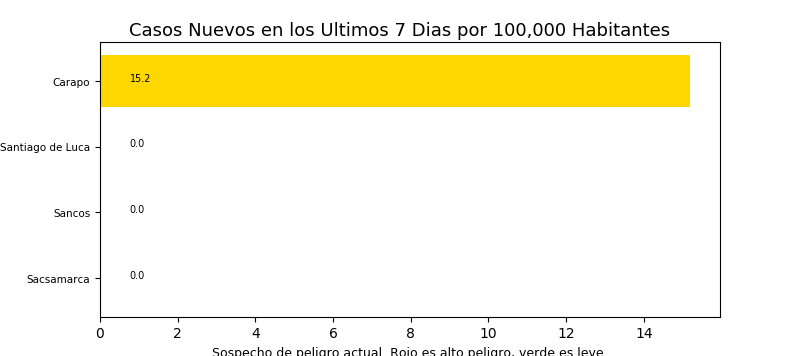 Casos Nuevos en los Ultimos 7 Dias por 100,000 Habitantes
Carapo
15.2
Santiago de Luca
0.0
Sancos
0.0
Sacsamarca
0.0
0 2 4 6 8 10 12 14
Sospecho de peligro actual. Rojo es alto peligro, verde es leve